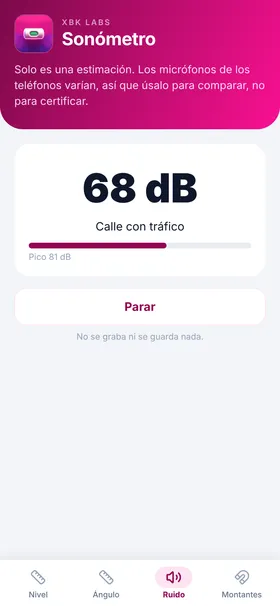 XBK LABS
Sonómetro
Solo es una estimación. Los micrófonos de los
teléfonos varían, así que úsalo para comparar, no
para certificar.
68 dB
Calle con tráfico
Pico 81 dB
Parar
No se graba ni se guarda nada.
Nivel
Ángulo
Ruido
Montantes